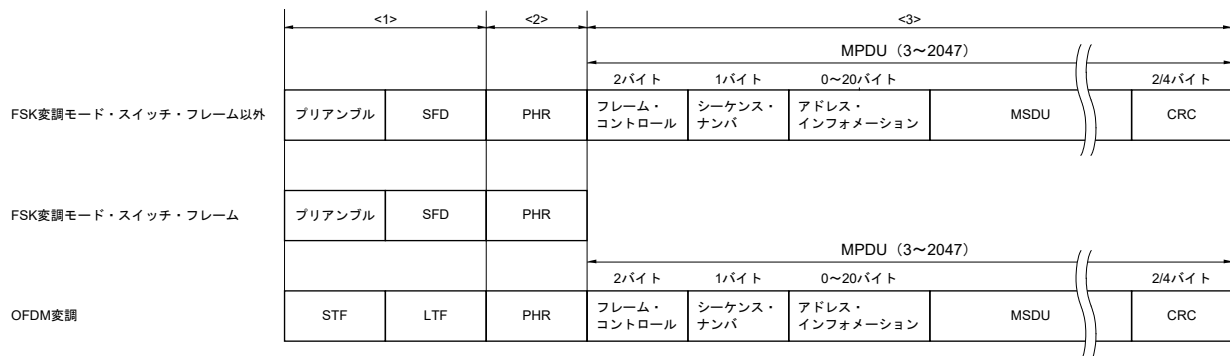 <1>
<2>
<3>
MPDU（3～2047）
2バイト
1バイト
0～20バイト
2/4バイト
FSK変調モード・スイッチ・フレーム以外
プリアンブル
SFD
PHR
フレーム・
コントロール
シーケンス・
ナンバ
アドレス・
インフォメーション
MSDU
CRC
FSK変調モード・スイッチ・フレーム
プリアンブル
SFD
PHR
MPDU（3～2047）
2バイト
1バイト
0～20バイト
2/4バイト
OFDM変調
STF
LTF
PHR
フレーム・
コントロール
シーケンス・
ナンバ
アドレス・
インフォメーション
MSDU
CRC